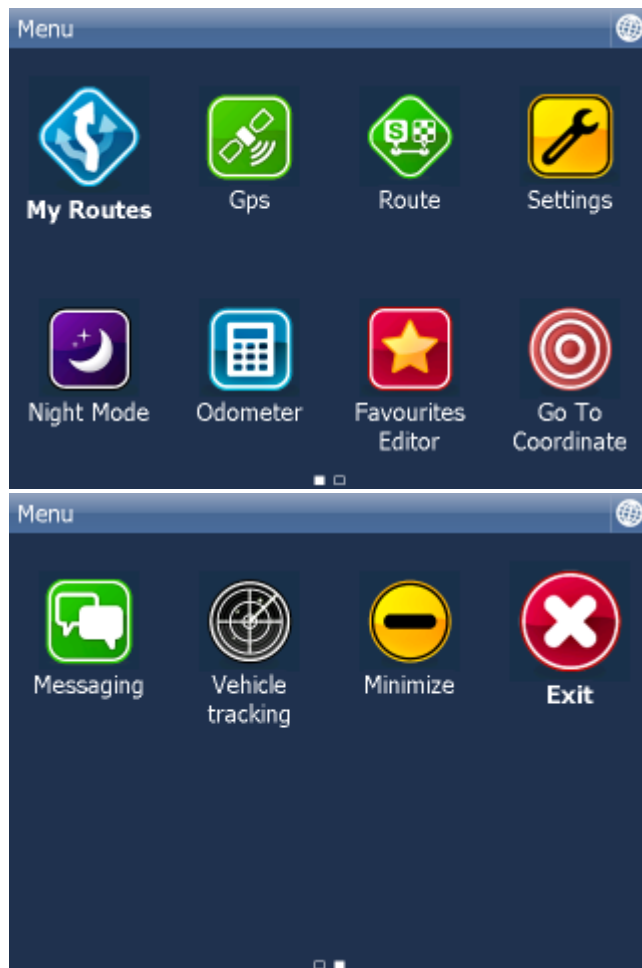 Menu
My Routes
Gps
Route
Settings
Night Mode
Odometer
Favourites
Editor
Go To
Coordinate
Menu
Messaging
Vehicle
tracking
Minimize
Exit